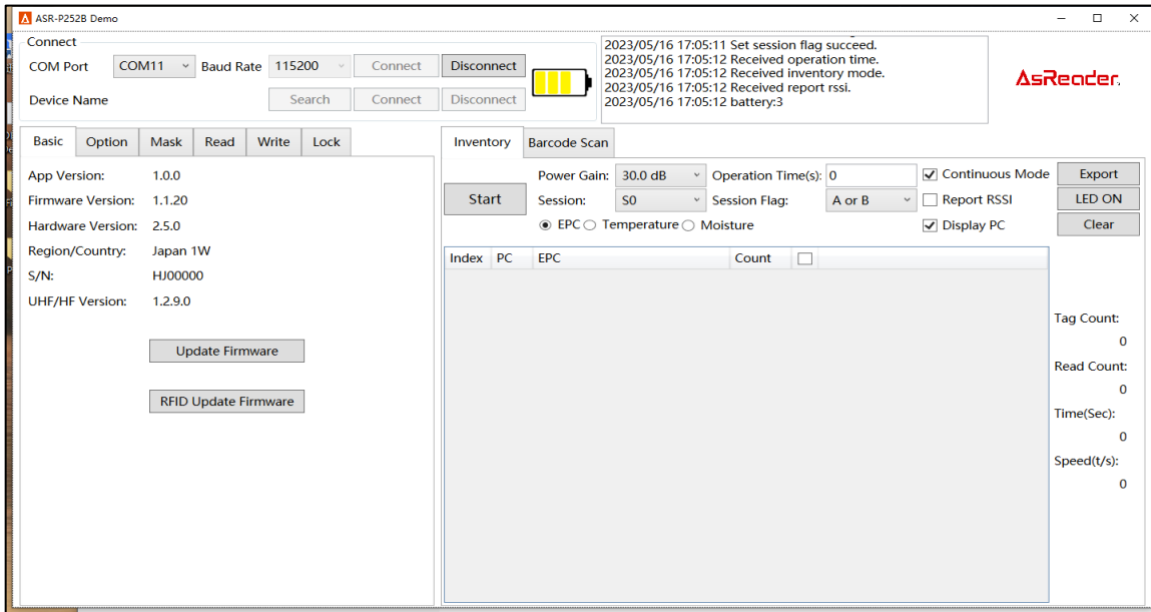 ASR-P252B Demo
Connect
COM Port COM11 Baud Rate 115200 Connect Disconnect
Device Name Search Connect Disconnect
2023/05/16 17:05:11 Set session flag succeed.
2023/05/16 17:05:12 Received operation time.
2023/05/16 17:05:12 Received inventory mode.
2023/05/16 17:05:12 Received report rssi.
2023/05/16 17:05:12 battery:3
AsReader.
Basic Option Mask Read Write Lock
App Version: 1.0.0
Firmware Version: 1.1.20
Hardware Version: 2.5.0
Region/Country: Japan 1W
S/N: HJ00000
UHF/HF Version: 1.2.9.0
Update Firmware
RFID Update Firmware
Inventory Barcode Scan
Start
Power Gain: 30.0 dB Operation Time(s): 0 Continuous Mode Export
Session: S0 Session Flag: A or B Report RSSI LED ON
EPC Temperature Moisture Display PC Clear
Index PC EPC Count
Tag Count:
0
Read Count:
0
Time(Sec):
0
Speed(t/s):
0